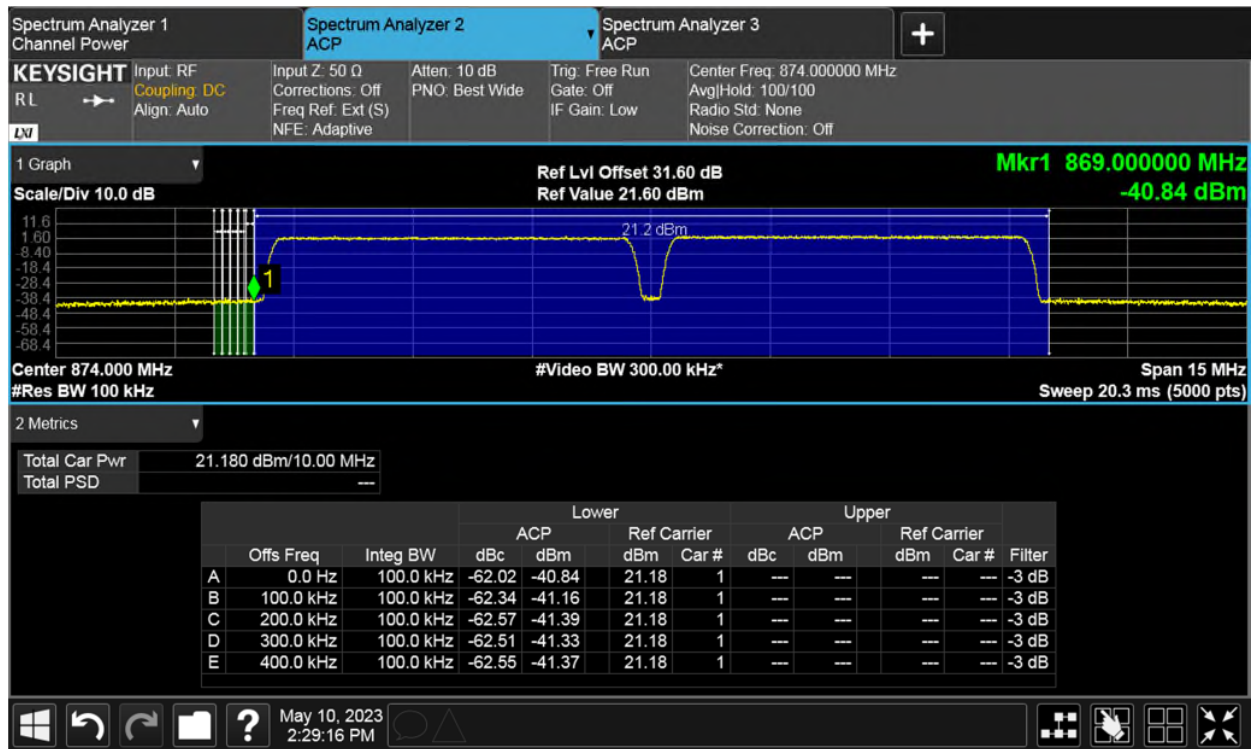 Spectrum Analyzer 1
Channel Power
Spectrum Analyzer 2
ACP
Spectrum Analyzer 3
ACP
KEYSIGHT
RL
LXI
Input: RF
Coupling: DC
Align: Auto
Input Z: 50 Ω
Corrections: Off
Freq Ref: Ext (S)
NFE: Adaptive
Atten: 10 dB
PNO: Best Wide
Trig: Free Run
Gate: Off
IF Gain: Low
Center Freq: 874.000000 MHz
Avg|Hold: 100/100
Radio Std: None
Noise Correction: Off
1 Graph
Scale/Div 10.0 dB
Ref Lvl Offset 31.60 dB
Ref Value 21.60 dBm
Mkr1 869.000000 MHz
-40.84 dBm
11.6
1.60
-8.40
-18.4
-28.4
-38.4
-48.4
-58.4
-68.4
21.2 dBm
1
Center 874.000 MHz
#Res BW 100 kHz
#Video BW 300.00 kHz*
Span 15 MHz
Sweep 20.3 ms (5000 pts)
2 Metrics
Total Car Pwr 21.180 dBm/10.00 MHz
Total PSD ---
Lower Upper
ACP Ref Carrier ACP Ref Carrier
Offs Freq Integ BW dBc dBm dBm Car # dBc dBm dBm Car # Filter
A 0.0 Hz 100.0 kHz -62.02 -40.84 21.18 1 --- --- --- --- -3 dB
B 100.0 kHz 100.0 kHz -62.34 -41.16 21.18 1 --- --- --- --- -3 dB
C 200.0 kHz 100.0 kHz -62.57 -41.39 21.18 1 --- --- --- --- -3 dB
D 300.0 kHz 100.0 kHz -62.51 -41.33 21.18 1 --- --- --- --- -3 dB
E 400.0 kHz 100.0 kHz -62.55 -41.37 21.18 1 --- --- --- --- -3 dB
?
May 10, 2023
2:29:16 PM